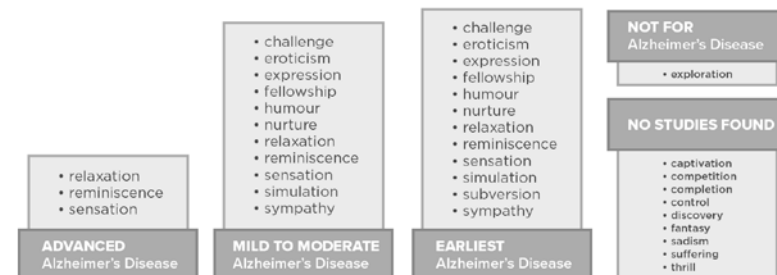 • relaxation
• reminiscence
• sensation
ADVANCED
Alzheimer's Disease
• challenge
• eroticism
• expression
• fellowship
• humour
• nurture
• relaxation
• reminiscence
• sensation
• simulation
• sympathy
MILD TO MODERATE
Alzheimer's Disease
• challenge
• eroticism
• expression
• fellowship
• humour
• nurture
• relaxation
• reminiscence
• sensation
• simulation
• subversion
• sympathy
EARLIEST
Alzheimer's Disease
NOT FOR
Alzheimer's Disease
• exploration
NO STUDIES FOUND
• captivation
• competition
• completion
• control
• discovery
• fantasy
• sadism
• suffering
• thrill